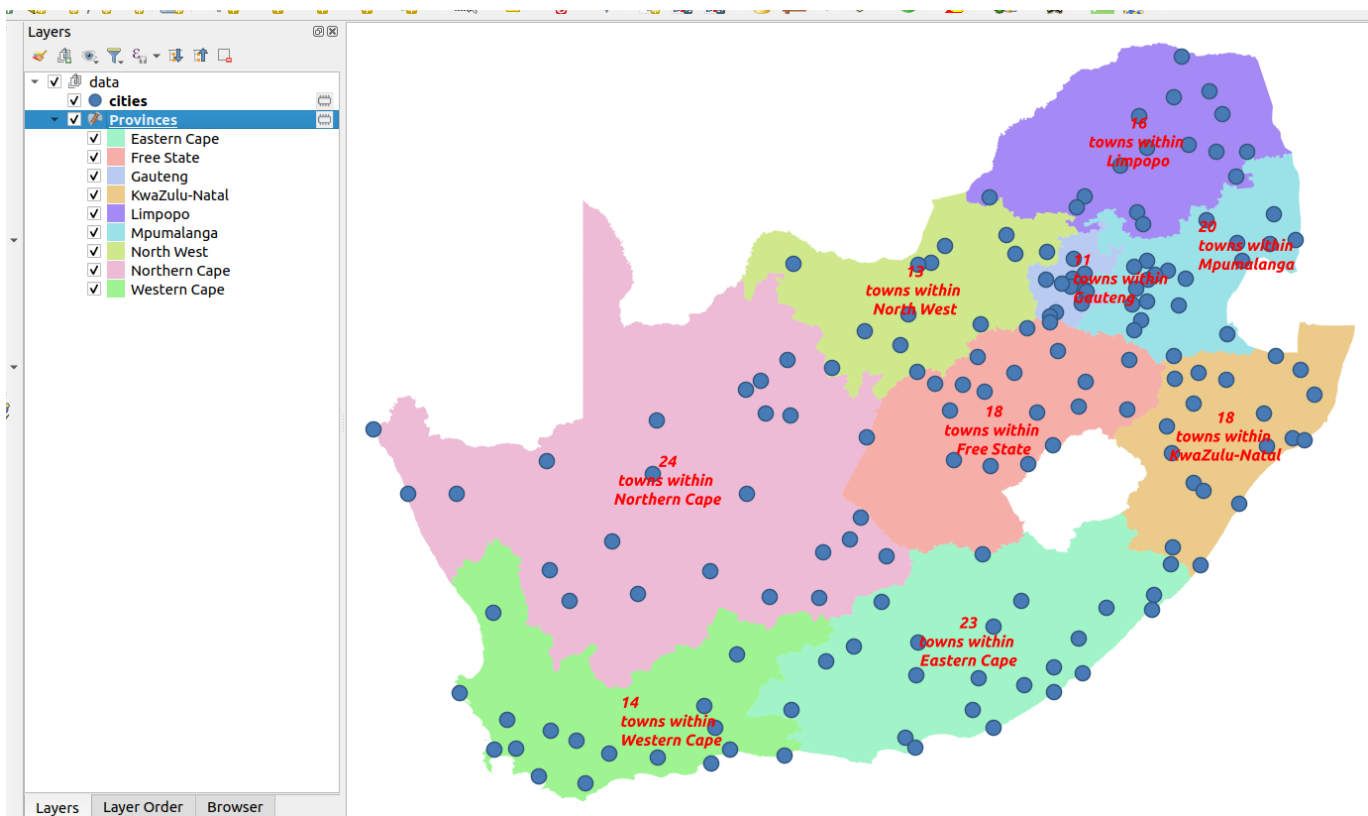 Layers
data
cities
Provinces
Eastern Cape
Free State
Gauteng
KwaZulu-Natal
Limpopo
Mpumalanga
North West
Northern Cape
Western Cape
Layers
Layer Order
Browser
16
towns within
Limpopo
20
towns within
Mpumalanga
11
towns within
Gauteng
13
towns within
North West
18
towns within
Free State
18
towns within
KwaZulu-Natal
24
towns within
Northern Cape
23
towns within
Eastern Cape
14
towns within
Western Cape